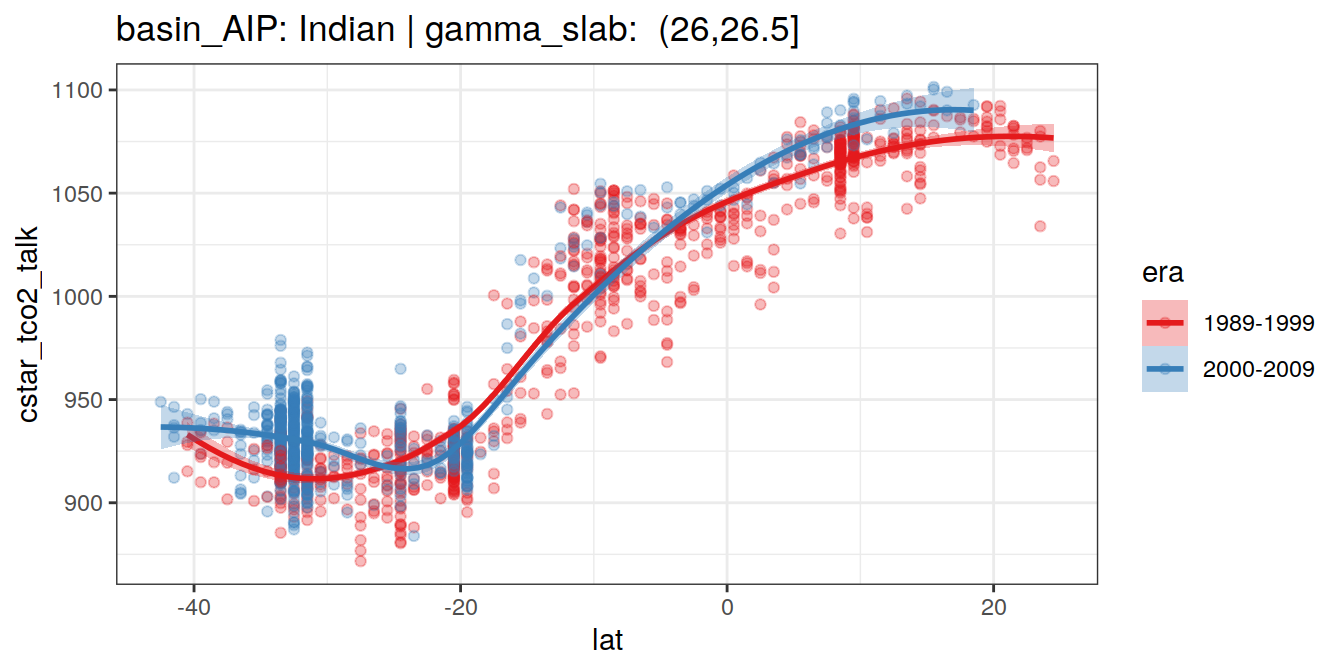 basin_AIP: Indian | gamma_slab:  (26,26.5]
1100
1050
1000
950
900
cstar_tco2_talk
-40
-20
0
20
lat
era
1989-1999
2000-2009